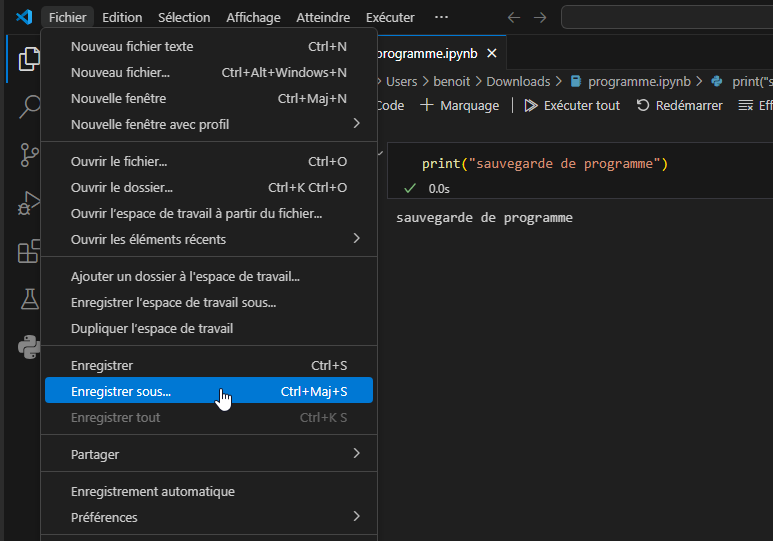 Fichier Edition Sélection Affichage Atteindre Exécuter ···
programme.ipynb
Users > benoit > Downloads > programme.ipynb > print("s
Code + Marquage | Exécuter tout Redémarrer Eff
Nouveau fichier texte Ctrl+N
Nouveau fichier... Ctrl+Alt+Windows+N
Nouvelle fenêtre Ctrl+Maj+N
Nouvelle fenêtre avec profil
Ouvrir le fichier... Ctrl+O
Ouvrir le dossier... Ctrl+K Ctrl+O
Ouvrir l'espace de travail à partir du fichier...
Ouvrir les éléments récents
Ajouter un dossier à l'espace de travail...
Enregistrer l'espace de travail sous...
Dupliquer l'espace de travail
Enregistrer Ctrl+S
Enregistrer sous... Ctrl+Maj+S
Enregistrer tout Ctrl+K S
Partager
Enregistrement automatique
Préférences
print("sauvegarde de programme")
0.0s
sauvegarde de programme